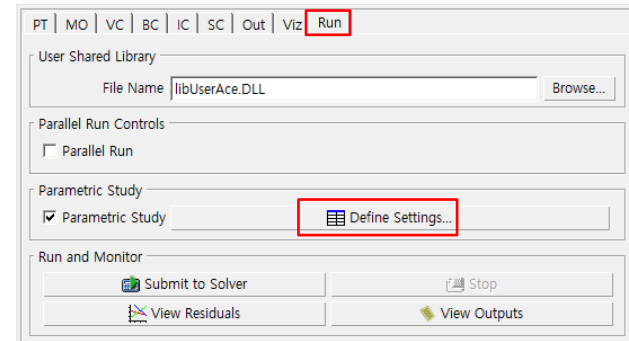 PT MO VC BC IC SC Out Viz Run
User Shared Library
File Name libUserAce.DLL Browse...
Parallel Run Controls
Parallel Run
Parametric Study
Parametric Study Define Settings...
Run and Monitor
Submit to Solver Stop
View Residuals View Outputs